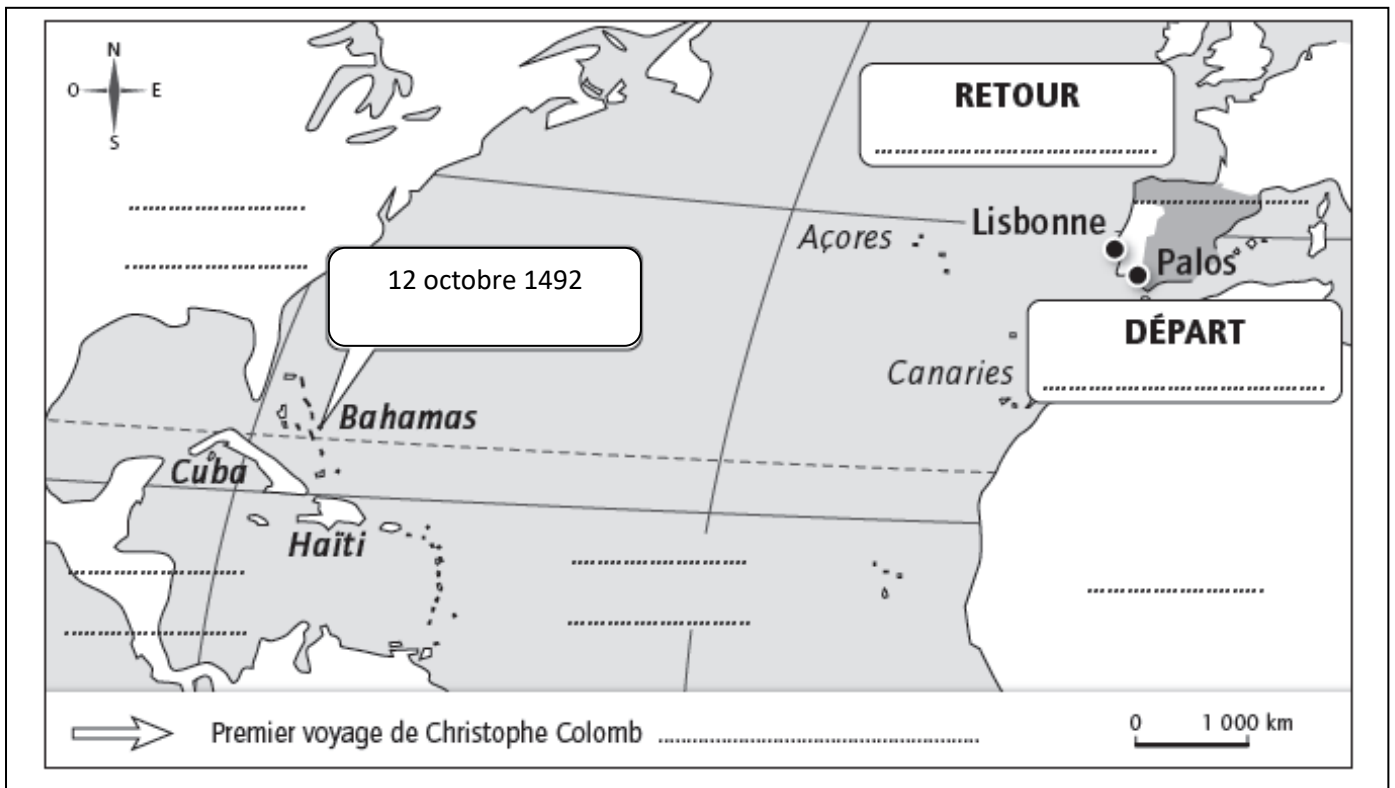 N
O E
S
RETOUR
........................................
Lisbonne
Açores
Palos
12 octobre 1492
DÉPART
........................................
Canaries
Bahamas
Cuba
Haïti
Premier voyage de Christophe Colomb ........................................
0 1 000 km